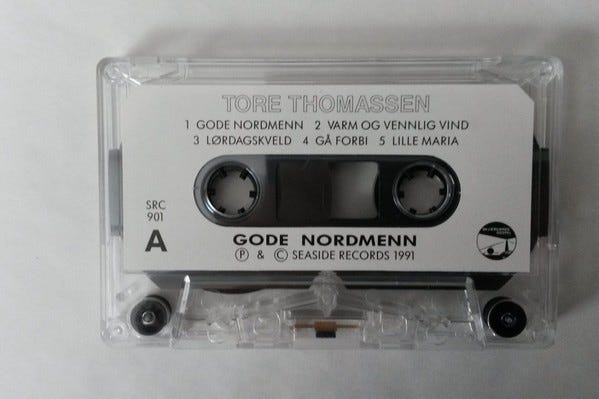 TORE THOMASSEN
1 GODE NORDMENN 2 VARM OG VENNLIG VIND
3 LØRDAGSKVELD 4 GÅ FORBI 5 LILLE MARIA
SRC
901
A
GODE NORDMENN
Ⓟ & © SEASIDE RECORDS 1991